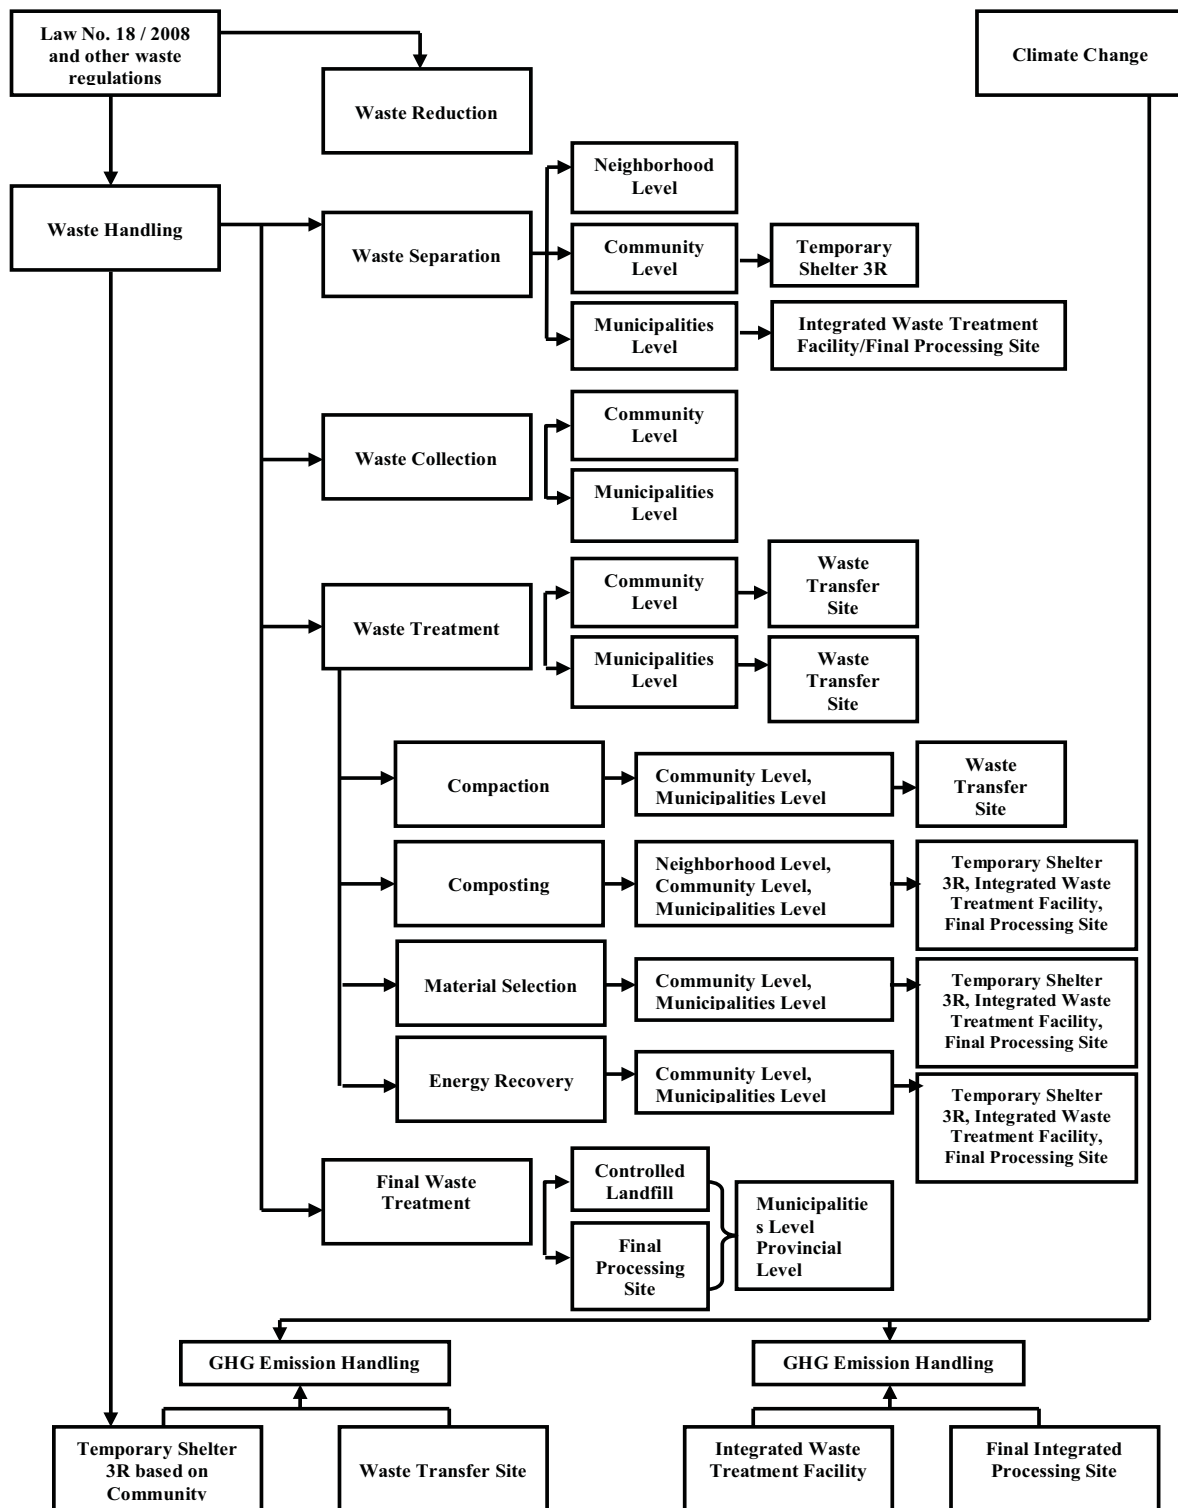 Law No. 18 / 2008
and other waste
regulations
Climate Change
Waste Reduction
Neighborhood
Level
Waste Handling
Waste Separation
Community
Level
Temporary
Shelter 3R
Municipalities
Level
Integrated Waste Treatment
Facility/Final Processing Site
Waste Collection
Community
Level
Municipalities
Level
Waste Treatment
Community
Level
Waste
Transfer
Site
Municipalities
Level
Waste
Transfer
Site
Compaction
Community Level,
Municipalities Level
Waste
Transfer
Site
Composting
Neighborhood Level,
Community Level,
Municipalities Level
Temporary Shelter
3R, Integrated Waste
Treatment Facility,
Final Processing Site
Material Selection
Community Level,
Municipalities Level
Temporary Shelter
3R, Integrated Waste
Treatment Facility,
Final Processing Site
Energy Recovery
Community Level,
Municipalities Level
Temporary Shelter
3R, Integrated Waste
Treatment Facility,
Final Processing Site
Final Waste
Treatment
Controlled
Landfill
Final
Processing
Site
Municipalitie
s Level
Provincial
Level
GHG Emission Handling
GHG Emission Handling
Temporary Shelter
3R based on
Community
Waste Transfer Site
Integrated Waste
Treatment Facility
Final Integrated
Processing Site